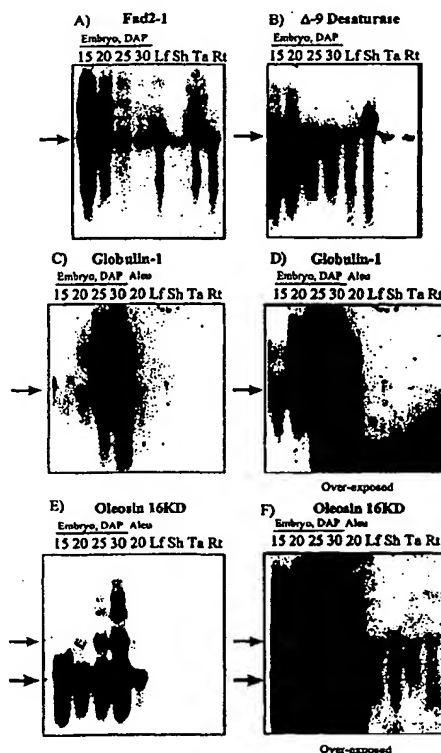 A) Fad2-1
Embryo, DAP
15 20 25 30 Lf Sh Ta Rt
B) Δ-9 Desaturase
Embryo, DAP
15 20 25 30 Lf Sh Ta Rt
C) Globulin-1
Embryo, DAP Aleu
15 20 25 30 20 Lf Sh Ta Rt
D) Globulin-1
Embryo, DAP Aleu
15 20 25 30 20 Lf Sh Ta Rt
Over-exposed
E) Oleosin 16KD
Embryo, DAP Aleu
15 20 25 30 20 Lf Sh Ta Rt
F) Oleosin 16KD
Embryo, DAP Aleu
15 20 25 30 20 Lf Sh Ta Rt
Over-exposed